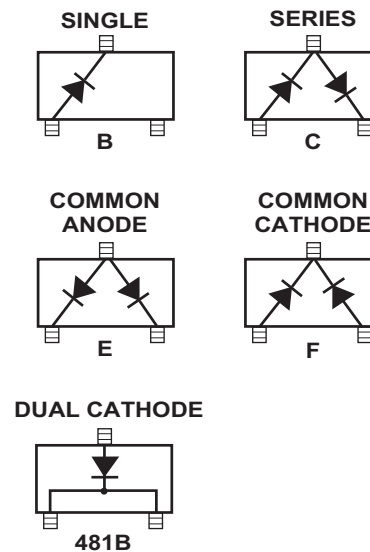 SINGLE
B
SERIES
C
COMMON
ANODE
E
COMMON
CATHODE
F
DUAL CATHODE
481B